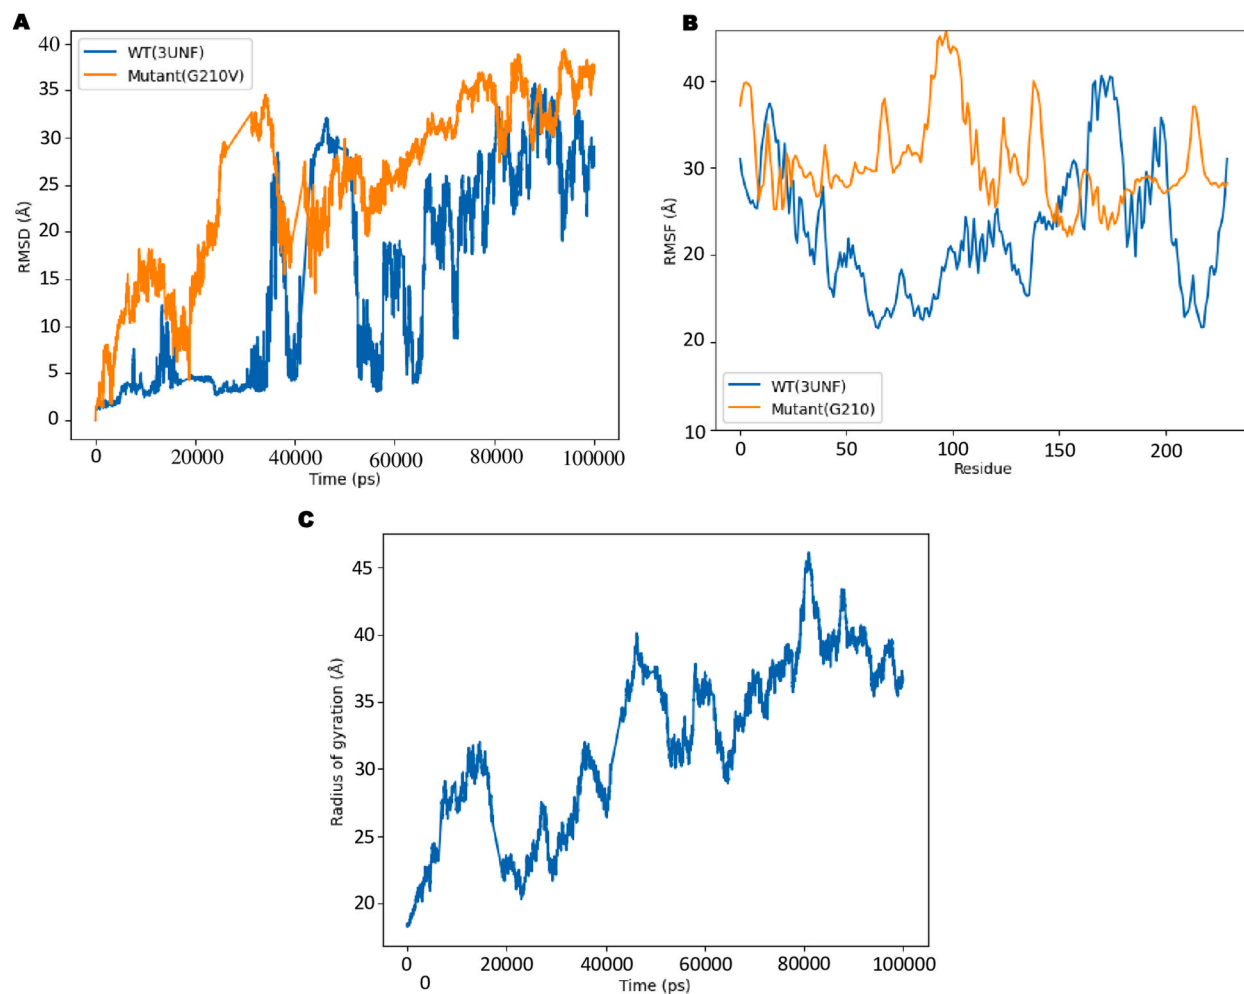 A
40
35
30
25
20
15
10
5
0
RMSD (Å)
WT(3UNF)
Mutant(G210V)
0 20000 40000 60000 80000 100000
Time (ps)
B
40
30
20
20
10
RMSF (Å)
WT(3UNF)
Mutant(G210)
0 50 100 150 200
Residue
C
45
40
35
30
25
20
Radius of gyration (Å)
0 20000 40000 60000 80000 100000
0
Time (ps)